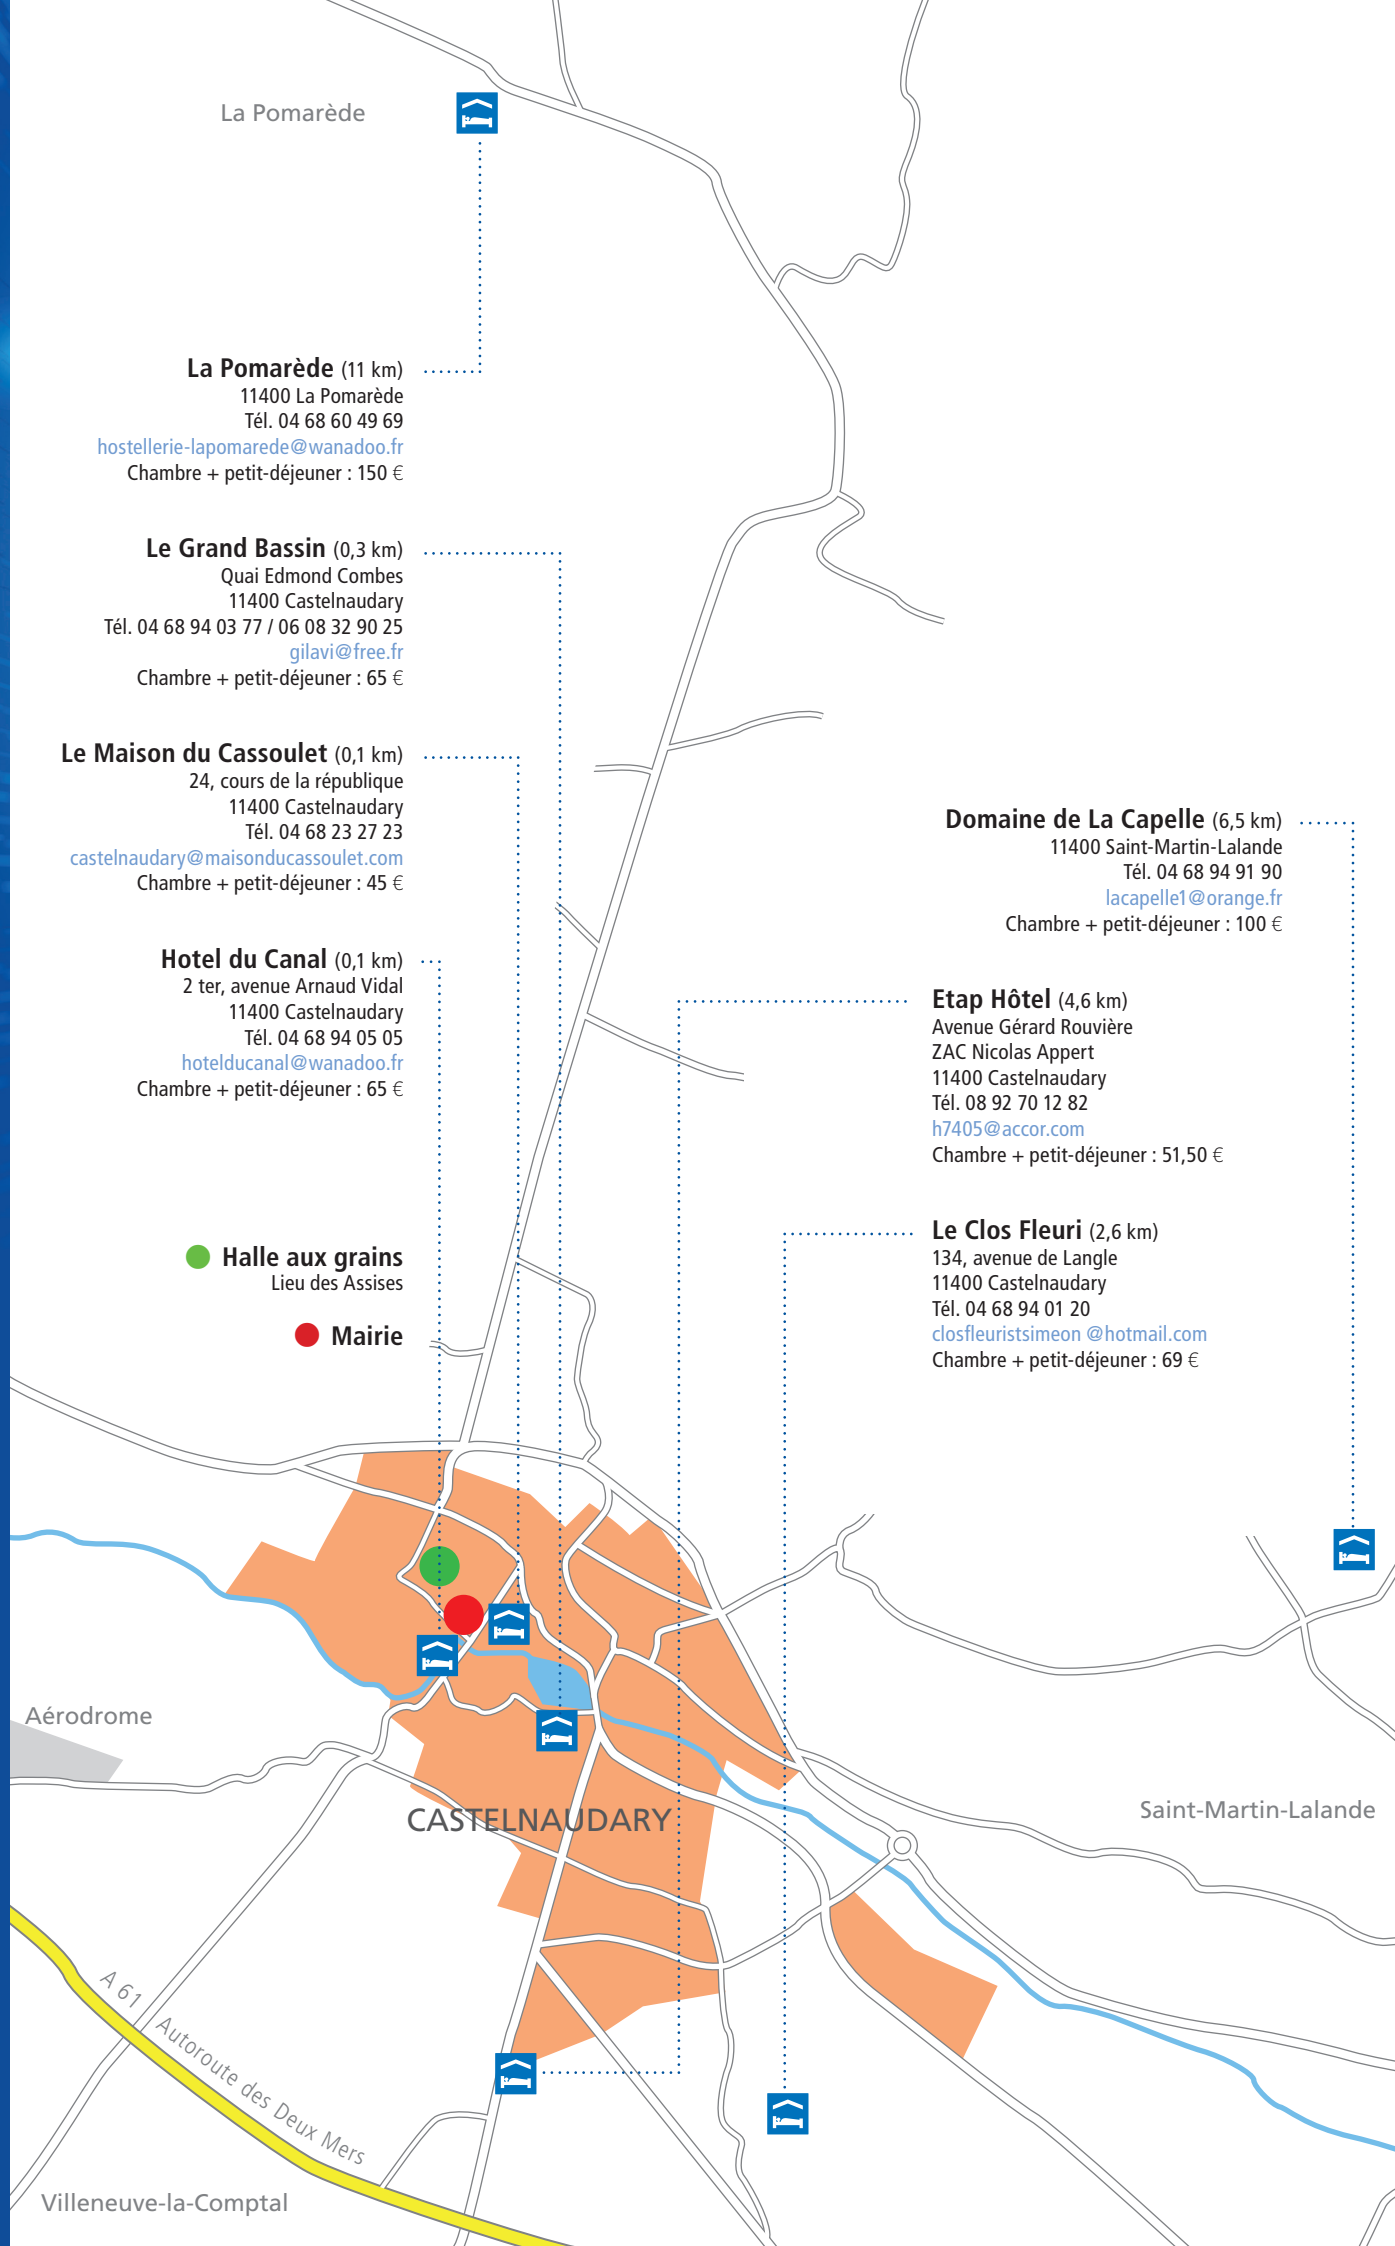 La Pomarède
La Pomarède (11 km)
11400 La Pomarède
Tél. 04 68 60 49 69
hostellerie-lapomarede@wanadoo.fr
Chambre + petit-déjeuner : 150 €
Le Grand Bassin (0,3 km)
Quai Edmond Combes
11400 Castelnaudary
Tél. 04 68 94 03 77 / 06 08 32 90 25
gilavi@free.fr
Chambre + petit-déjeuner : 65 €
Le Maison du Cassoulet (0,1 km)
24, cours de la république
11400 Castelnaudary
Tél. 04 68 23 27 23
castelnaudary@maisonducassoulet.com
Chambre + petit-déjeuner : 45 €
Hotel du Canal (0,1 km)
2 ter, avenue Arnaud Vidal
11400 Castelnaudary
Tél. 04 68 94 05 05
hotelducanal@wanadoo.fr
Chambre + petit-déjeuner : 65 €
Halle aux grains
Lieu des Assises
Mairie
Domaine de La Capelle (6,5 km)
11400 Saint-Martin-Lalande
Tél. 04 68 94 91 90
lacapelle1@orange.fr
Chambre + petit-déjeuner : 100 €
Etap Hôtel (4,6 km)
Avenue Gérard Rouvière
ZAC Nicolas Appert
11400 Castelnaudary
Tél. 08 92 70 12 82
h7405@accor.com
Chambre + petit-déjeuner : 51,50 €
Le Clos Fleuri (2,6 km)
134, avenue de Langle
11400 Castelnaudary
Tél. 04 68 94 01 20
closfleuristsimeon @hotmail.com
Chambre + petit-déjeuner : 69 €
Aérodrome
CASTELNAUDARY
Saint-Martin-Lalande
A 61 Autoroute des Deux Mers
Villeneuve-la-Comptal